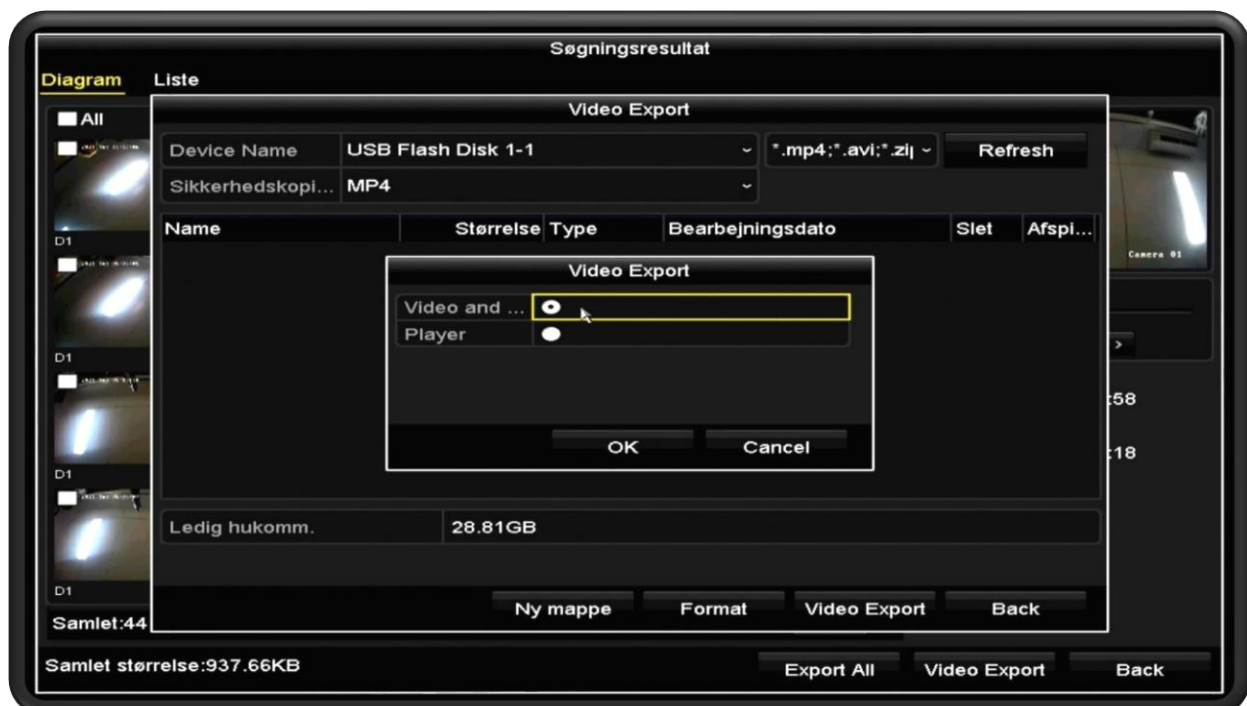 Søgningsresultat
Diagram Liste
All
Video Export
Device Name USB Flash Disk 1-1 *.mp4;*.avi;*.zip Refresh
Sikkerhedskopi... MP4
Name Størrelse Type Bearbejningsdato Slet Afspi...
D1
Camera 01
Video Export
Video and ...
Player
D1
>
:58
OK Cancel
:18
D1
Ledig hukomm. 28.81GB
D1
Ny mappe Format Video Export Back
Samlet:44
Samlet størrelse:937.66KB Export All Video Export Back